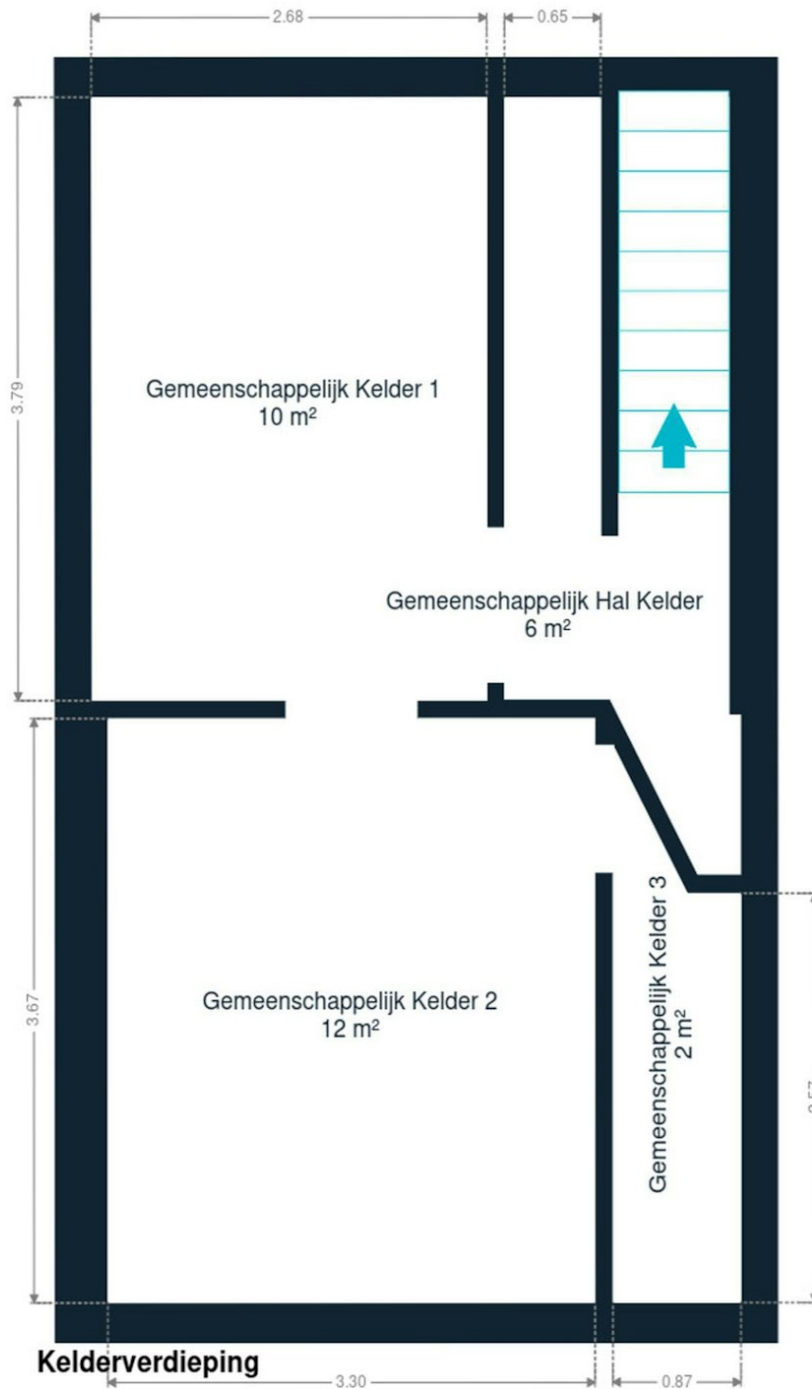 2.68
0.65
3.79
Gemeenschappelijk Kelder 1
10 m²
Gemeenschappelijk Hal Kelder
6 m²
3.67
Gemeenschappelijk Kelder 2
12 m²
Gemeenschappelijk Kelder 3
2 m²
Kelderverdieping
3.30
0.87